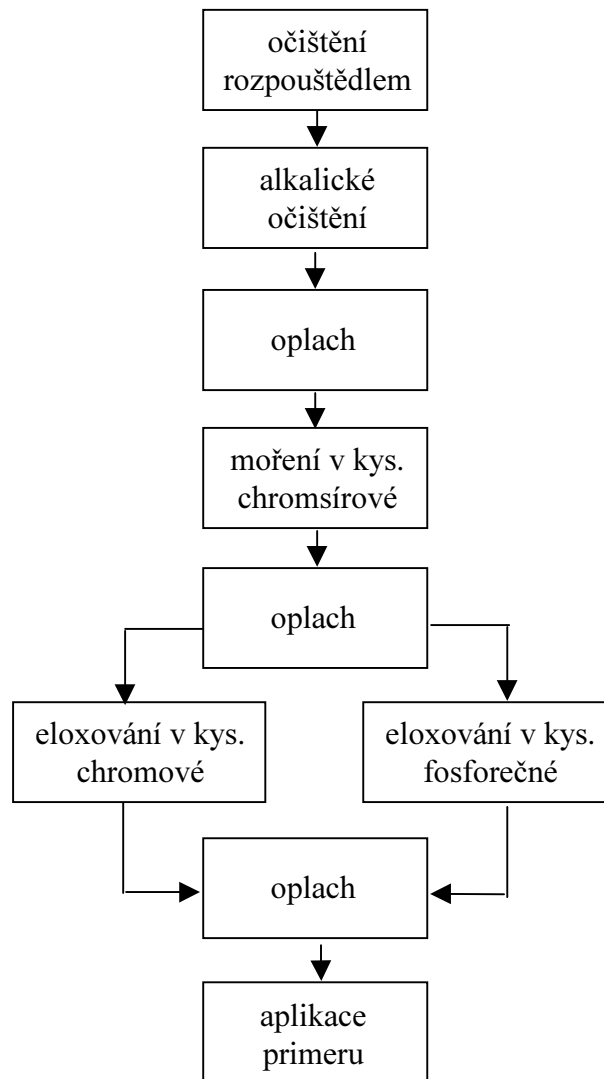 očištění
rozpouštědlem
alkalické
očištění
oplach
moření v kys.
chromsírové
oplach
eloxování v kys.
chromové
eloxování v kys.
fosforečné
oplach
aplikace
primeru